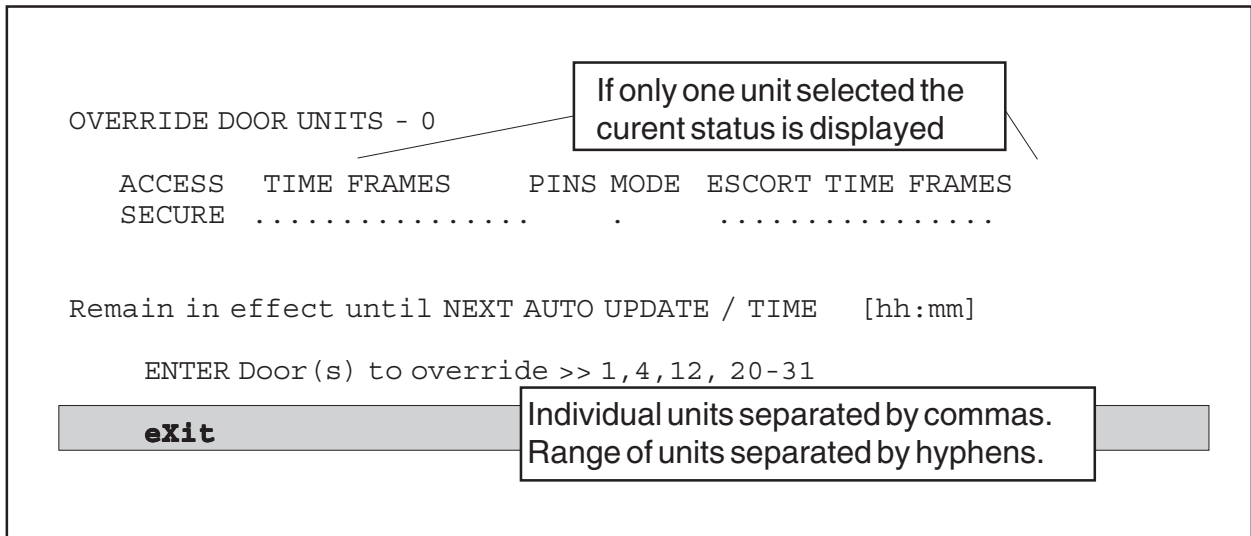 If only one unit selected the
curent status is displayed
OVERRIDE DOOR UNITS - 0
ACCESS TIME FRAMES PINS MODE ESCORT TIME FRAMES
SECURE ................ . ................
Remain in effect until NEXT AUTO UPDATE / TIME [hh:mm]
ENTER Door(s) to override >> 1,4,12, 20-31
eXit
Individual units separated by commas.
Range of units separated by hyphens.